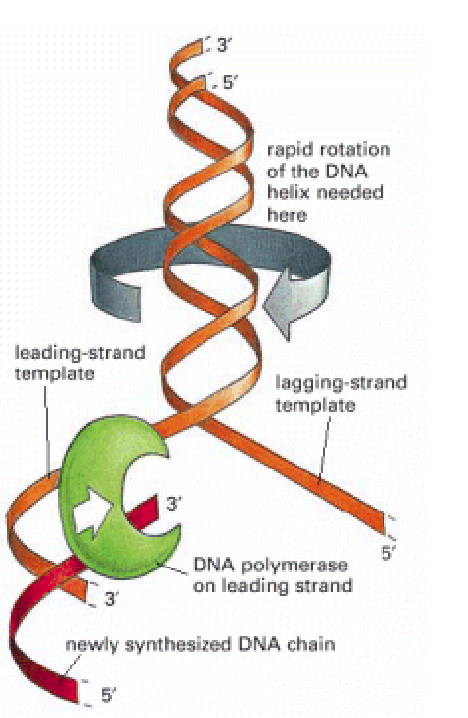 3′
5′
rapid rotation
of the DNA
helix needed
here
leading-strand
template
lagging-strand
template
3′
5′
DNA polymerase
on leading strand
3′
newly synthesized DNA chain
5′